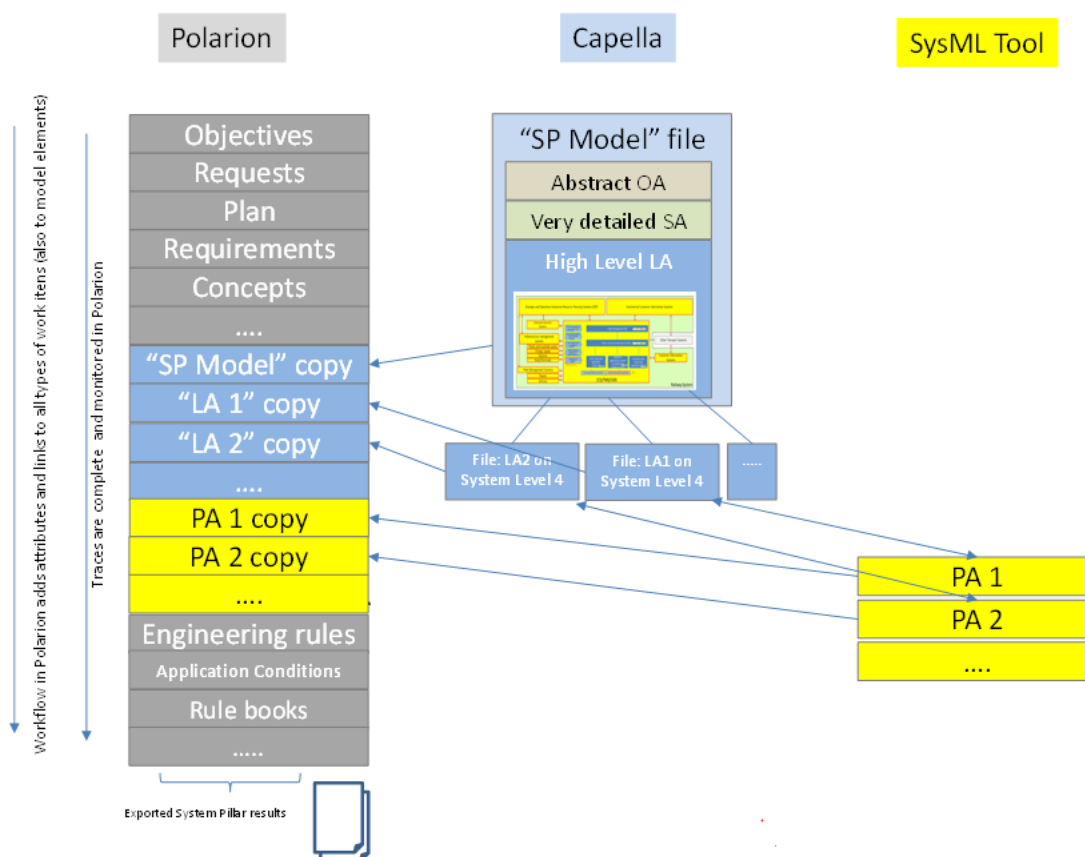 Polarion
Capella
SysML Tool
Workflow in Polarion adds attributes and links to all types of work itens (also to model elements)
Traces are complete and monitored in Polarion
Objectives
Requests
Plan
Requirements
Concepts
....
“SP Model” copy
“LA 1” copy
“LA 2” copy
....
PA 1 copy
PA 2 copy
....
Engineering rules
Application Conditions
Rule books
.....
Exported System Pillar results
“SP Model” file
Abstract OA
Very detailed SA
High Level LA
File: LA2 on
System Level 4
File: LA1 on
System Level 4
.....
PA 1
PA 2
....